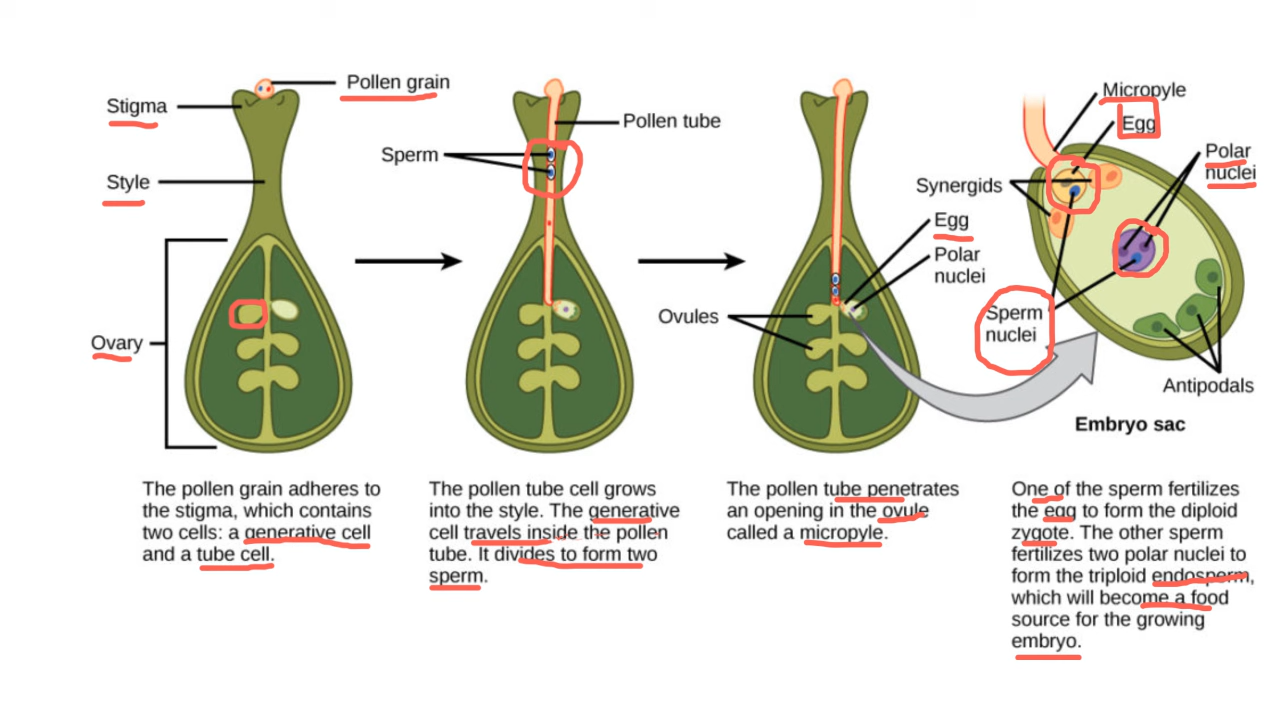 Pollen grain
Stigma
Style
Ovary
Pollen tube
Sperm
Ovules
Egg
Polar
nuclei
Micropyle
Egg
Polar
nuclei
Synergids
Sperm
nuclei
Antipodals
Embryo sac
The pollen grain adheres to
the stigma, which contains
two cells: a generative cell
and a tube cell.
The pollen tube cell grows
into the style. The generative
cell travels inside the pollen
tube. It divides to form two
sperm.
The pollen tube penetrates
an opening in the ovule
called a micropyle.
One of the sperm fertilizes
the egg to form the diploid
zygote. The other sperm
fertilizes two polar nuclei to
form the triploid endosperm,
which will become a food
source for the growing
embryo.